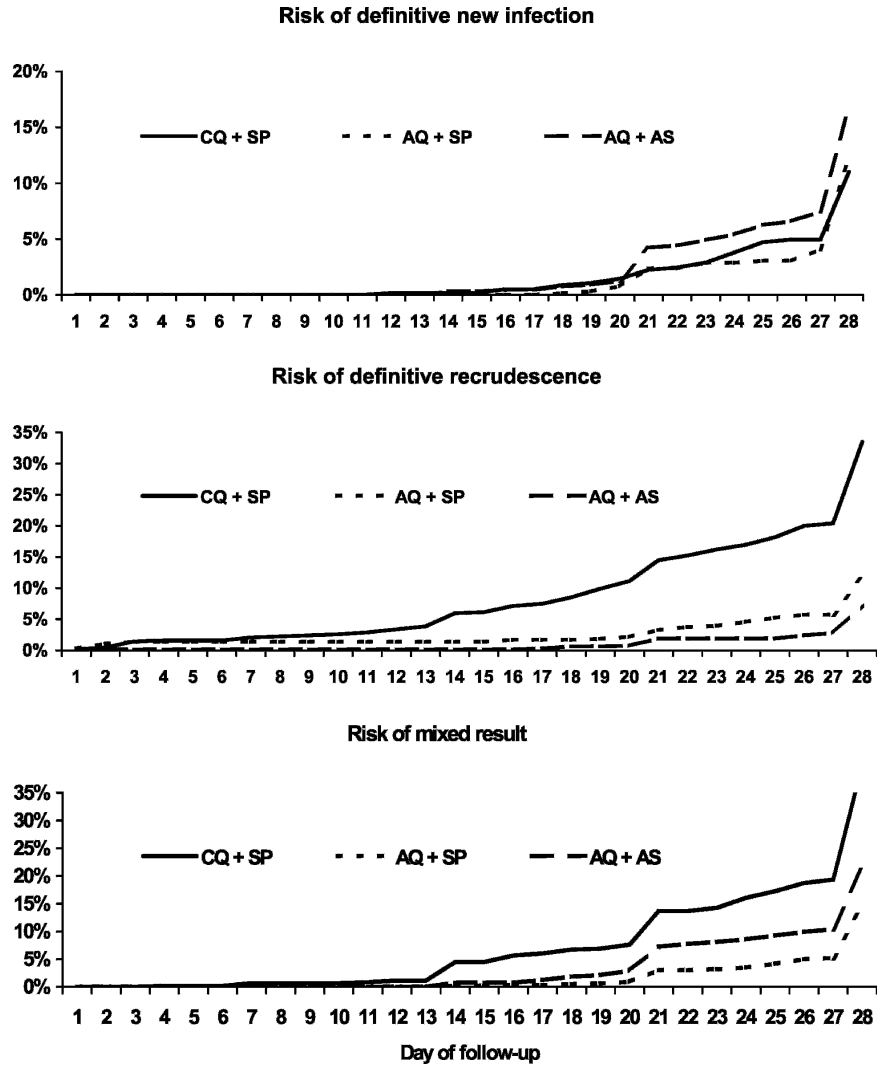 Risk of definitive new infection
20%
15%
10%
5%
0%
CQ + SP AQ + SP AQ + AS
1 2 3 4 5 6 7 8 9 10 11 12 13 14 15 16 17 18 19 20 21 22 23 24 25 26 27 28
Risk of definitive recrudescence
35%
30%
25%
20%
15%
10%
5%
0%
CQ + SP AQ + SP AQ + AS
1 2 3 4 5 6 7 8 9 10 11 12 13 14 15 16 17 18 19 20 21 22 23 24 25 26 27 28
Risk of mixed result
35%
30%
25%
20%
15%
10%
5%
0%
CQ + SP AQ + SP AQ + AS
1 2 3 4 5 6 7 8 9 10 11 12 13 14 15 16 17 18 19 20 21 22 23 24 25 26 27 28
Day of follow-up